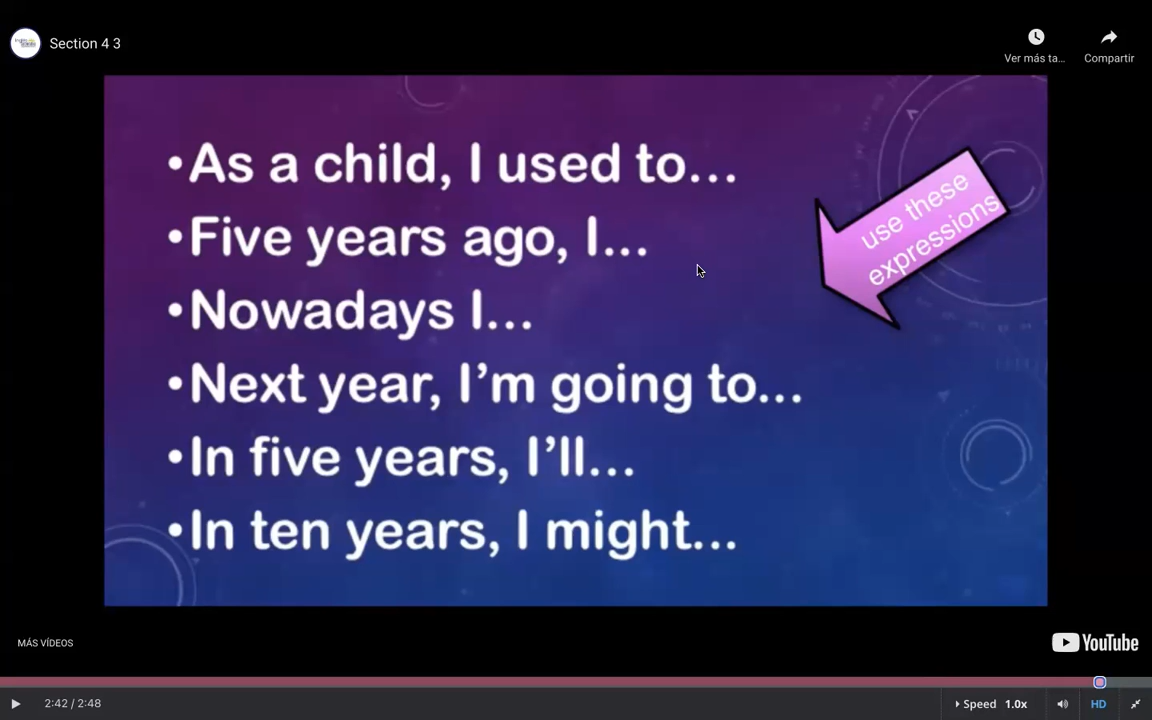 Section 4 3
Ver más ta...
Compartir
•As a child, I used to...
•Five years ago, I...
•Nowadays I...
•Next year, I'm going to...
•In five years, I'll...
•In ten years, I might...
use these
expressions
MÁS VÍDEOS
YouTube
2:42 / 2:48
Speed 1.0x
HD